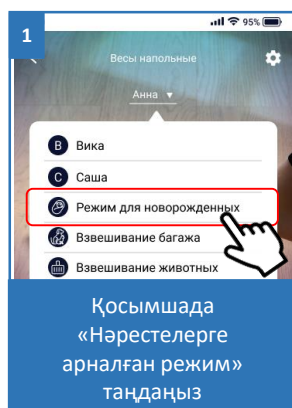 95%
1
Весы напольные
Анна
В Вика
С Саша
Режим для новорожденных
Взвешивание багажа
Взвешивание животных
Қосымшада
«Нәрестелерге
арналған режим»
таңдаңыз